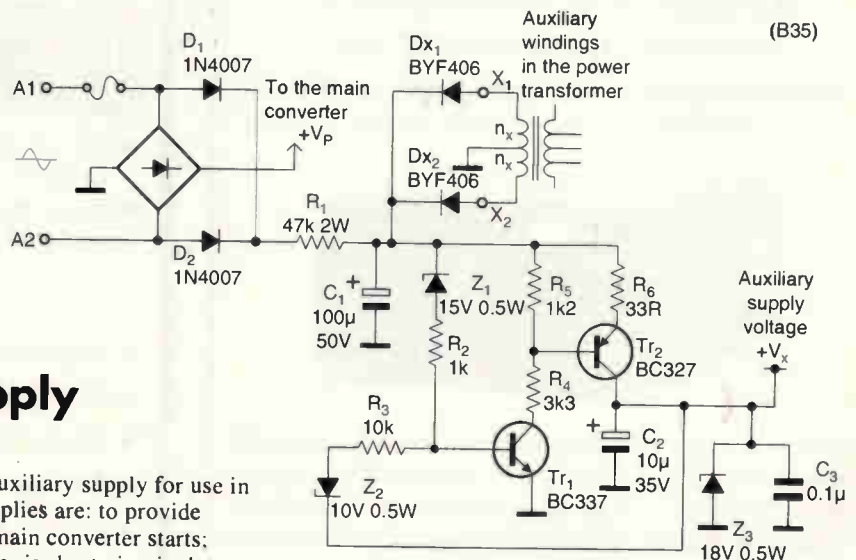 (B35)
Auxiliary
windings
in the power
transformer
D1
1N4007
Dx1
BYF406
X1
A1
To the main
converter
+VP
nx
nx
Dx2
BYF406
X2
A2
D2
1N4007
R1
47k 2W
C1
+
100µ
50V
Z1
15V 0.5W
R2
1k
R5
1k2
R6
33R
Tr2
BC327
Auxiliary
supply
voltage
+Vx
R4
3k3
R3
10k
Z2
10V 0.5W
Tr1
BC337
+
C2
10µ
35V
C3
0.1µ
Z3
18V 0.5W
pply
uxiliary supply for use in
plies are: to provide
main converter starts;